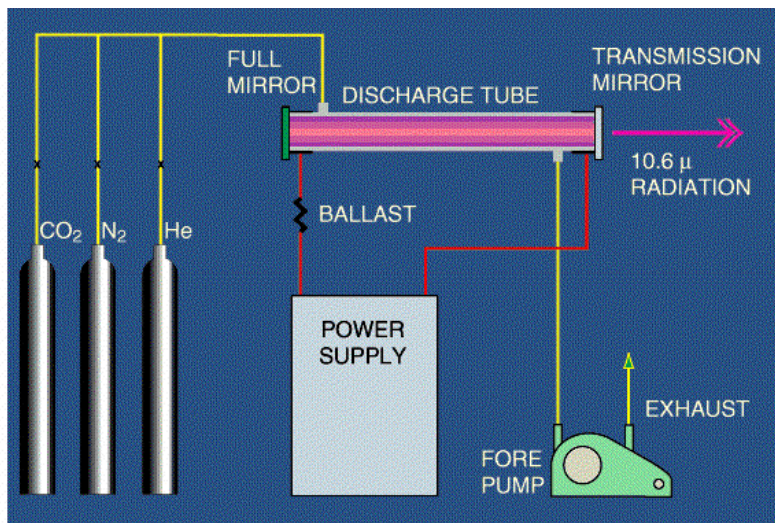 FULL
MIRROR
DISCHARGE TUBE
TRANSMISSION
MIRROR
10.6 μ
RADIATION
BALLAST
CO₂
N₂
He
POWER
SUPPLY
EXHAUST
FORE
PUMP